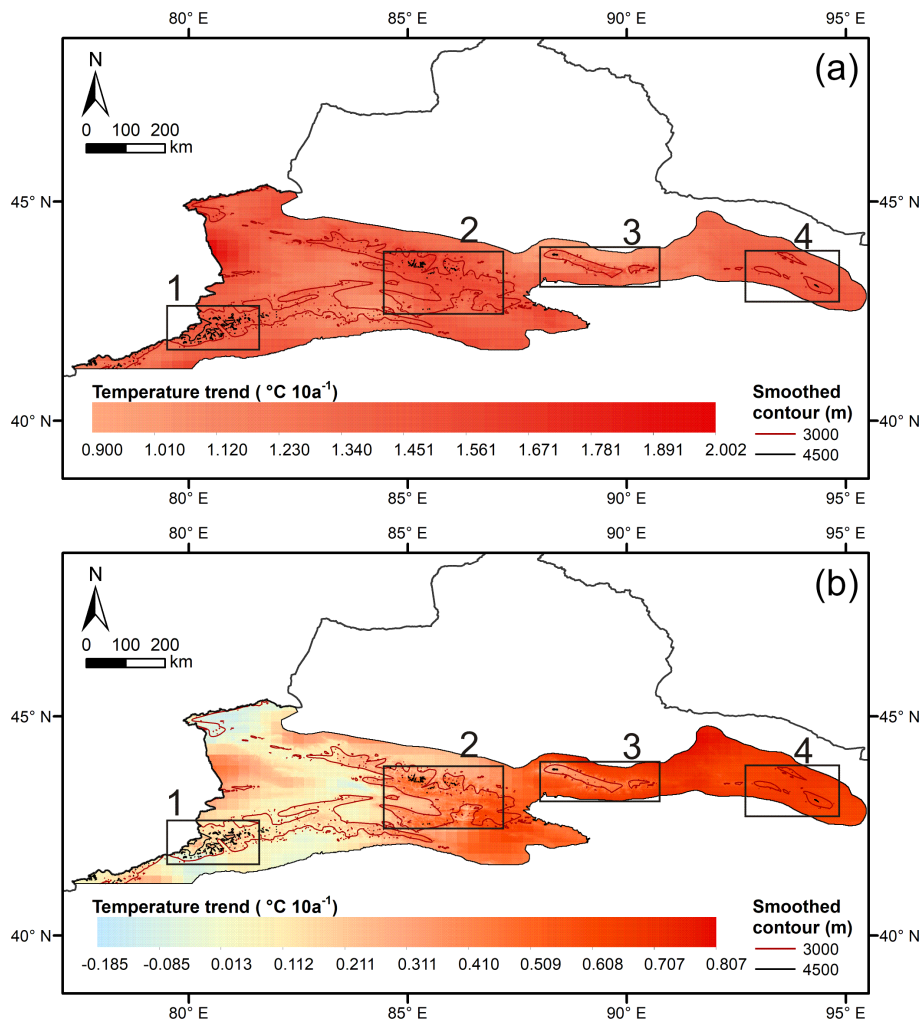 80° E 85° E 90° E 95° E
(a)
N
0 100 200
km
45° N 45° N
2
3
4
1
Temperature trend ( °C 10a⁻¹)
Smoothed
contour (m)
0.900 1.010 1.120 1.230 1.340 1.451 1.561 1.671 1.781 1.891 2.002
3000
4500
40° N 40° N
80° E 85° E 90° E 95° E
80° E 85° E 90° E 95° E
(b)
N
0 100 200
km
45° N 45° N
2
3
4
1
Temperature trend ( °C 10a⁻¹)
Smoothed
contour (m)
-0.185 -0.085 0.013 0.112 0.211 0.311 0.410 0.509 0.608 0.707 0.807
3000
4500
40° N 40° N
80° E 85° E 90° E 95° E